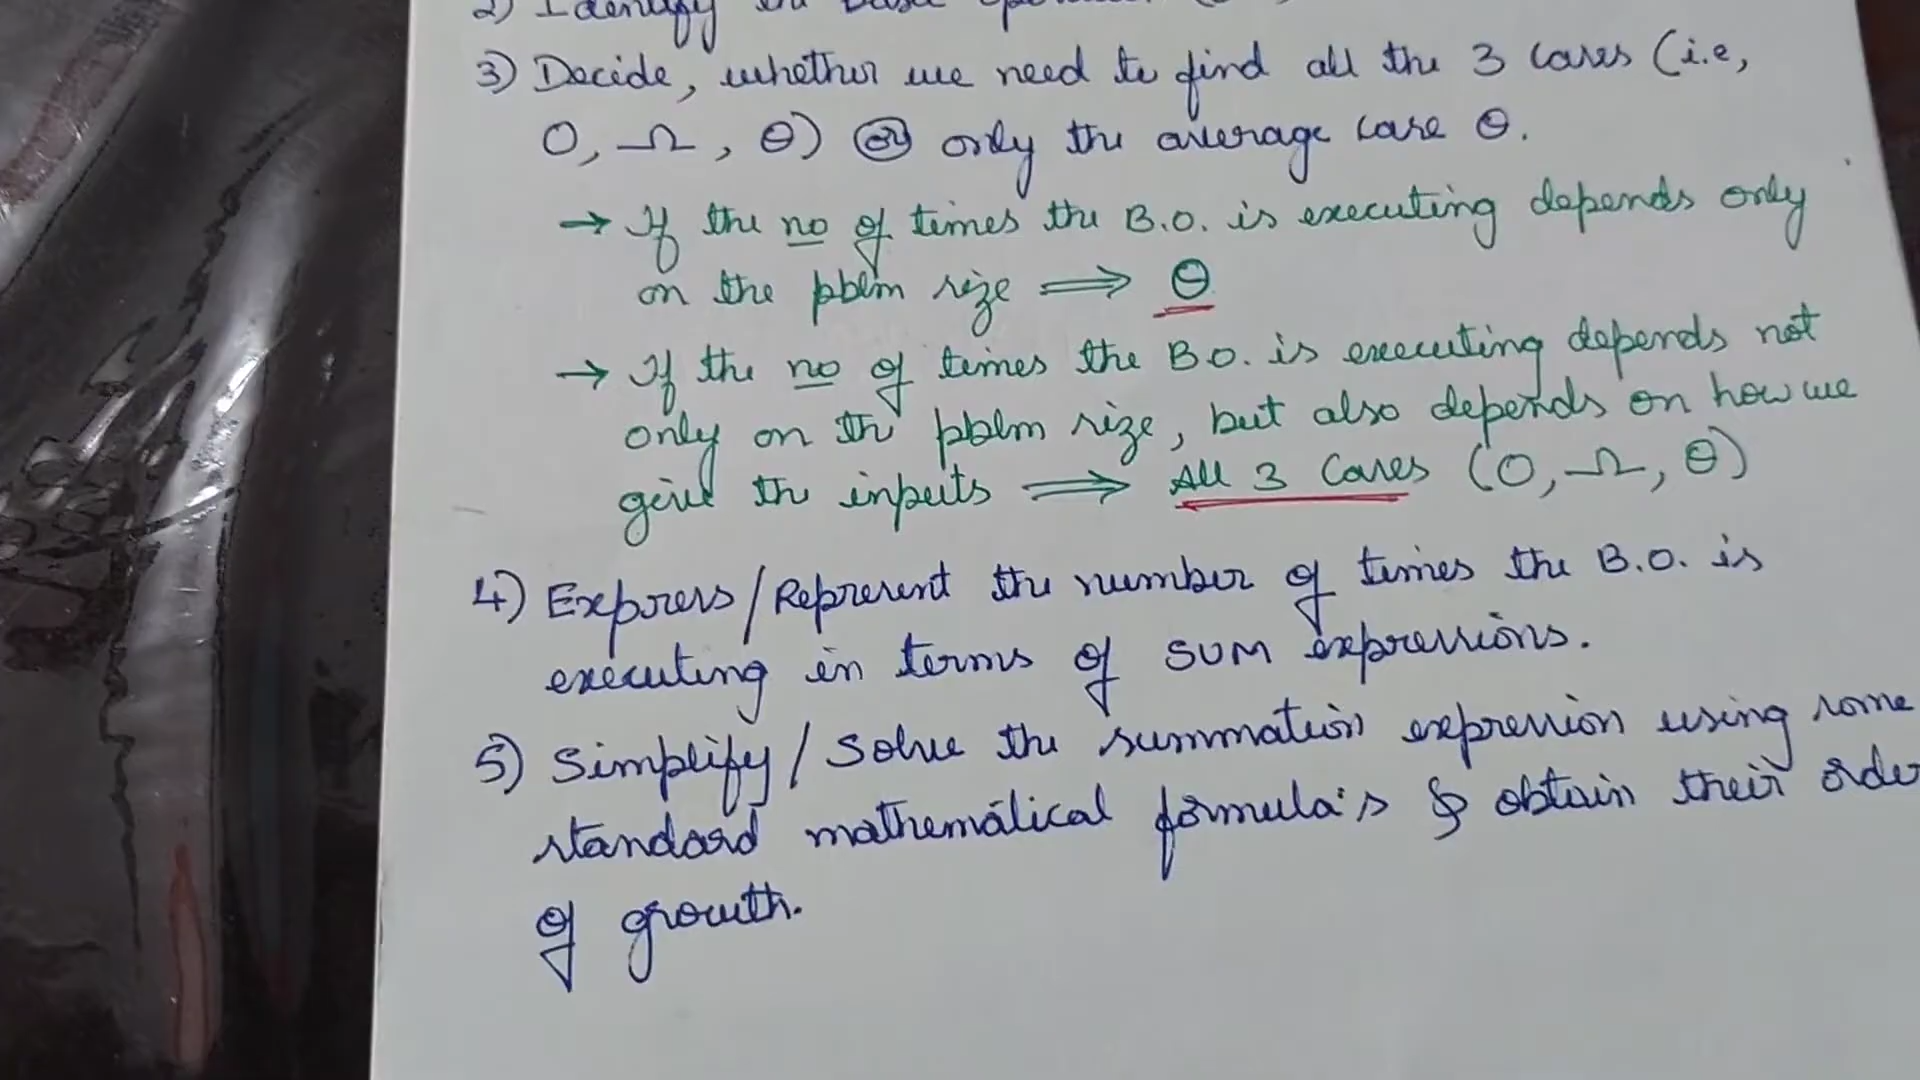 2) Identify the basic
3) Decide, whether we need to find all the 3 cases (i.e,
O, Ω, Θ) or only the average case Θ.
→ If the no of times the B.O. is executing depends only
on the pblm size ⟹ Θ
→ If the no of times the B.O. is executing depends not
only on the pblm size, but also depends on how we
give the inputs ⟹ All 3 Cases (O, Ω, Θ)
4) Express/Represent the number of times the B.O. is
executing in terms of SUM expressions.
5) Simplify/Solve the summation expression using some
standard mathematical formula's & obtain their order
of growth.